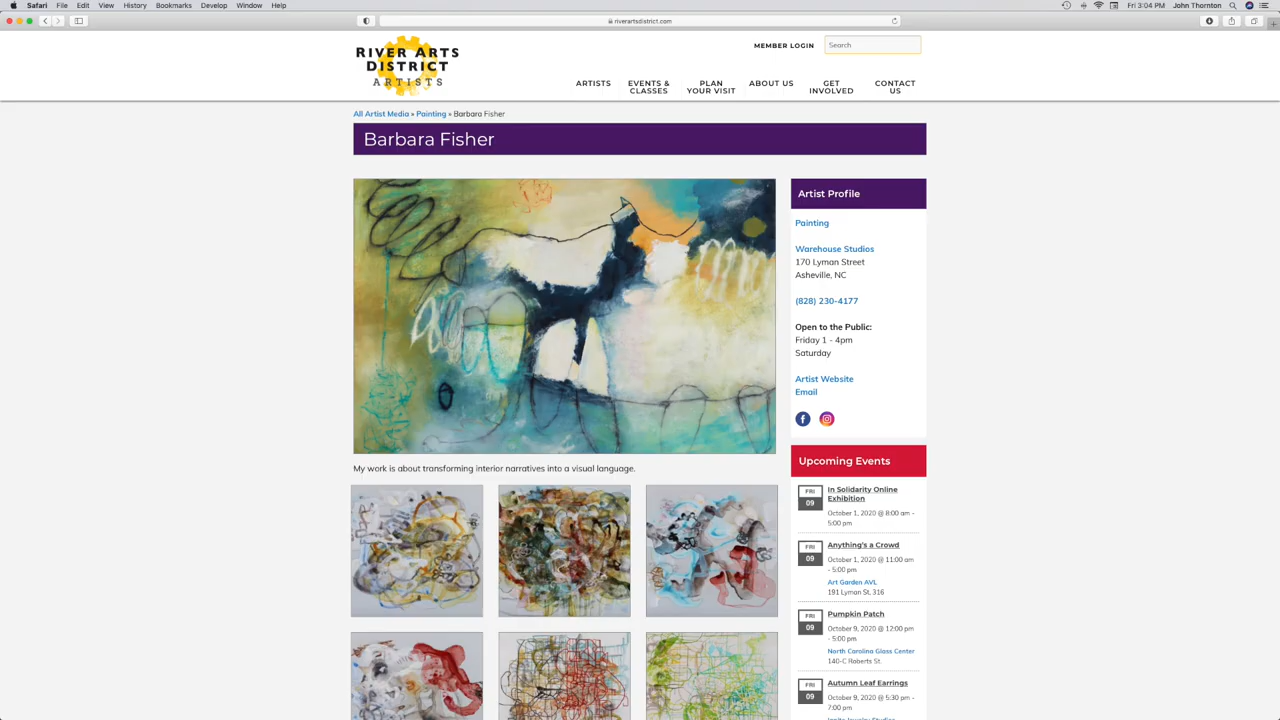 Safari File Edit View History Bookmarks Develop Window Help
Fri 3:04 PM John Thornton
riverartsdistrict.com
RIVER ARTS
DISTRICT
ARTISTS
MEMBER LOGIN
Search
ARTISTS
EVENTS &
CLASSES
PLAN
YOUR VISIT
ABOUT US
GET
INVOLVED
CONTACT
US
All Artist Media » Painting » Barbara Fisher
Barbara Fisher
My work is about transforming interior narratives into a visual language.
Artist Profile
Painting
Warehouse Studios
170 Lyman Street
Asheville, NC
(828) 230-4177
Open to the Public:
Friday 1 - 4pm
Saturday
Artist Website
Email
Upcoming Events
FRI
09
In Solidarity Online
Exhibition
October 1, 2020 @ 8:00 am -
5:00 pm
FRI
09
Anything's a Crowd
October 1, 2020 @ 11:00 am
- 5:00 pm
Art Garden AVL
191 Lyman St, 316
FRI
09
Pumpkin Patch
October 9, 2020 @ 12:00 pm
- 5:00 pm
North Carolina Glass Center
140-C Roberts St.
FRI
09
Autumn Leaf Earrings
October 9, 2020 @ 5:30 pm -
7:00 pm
Ignite Jewelry Studios